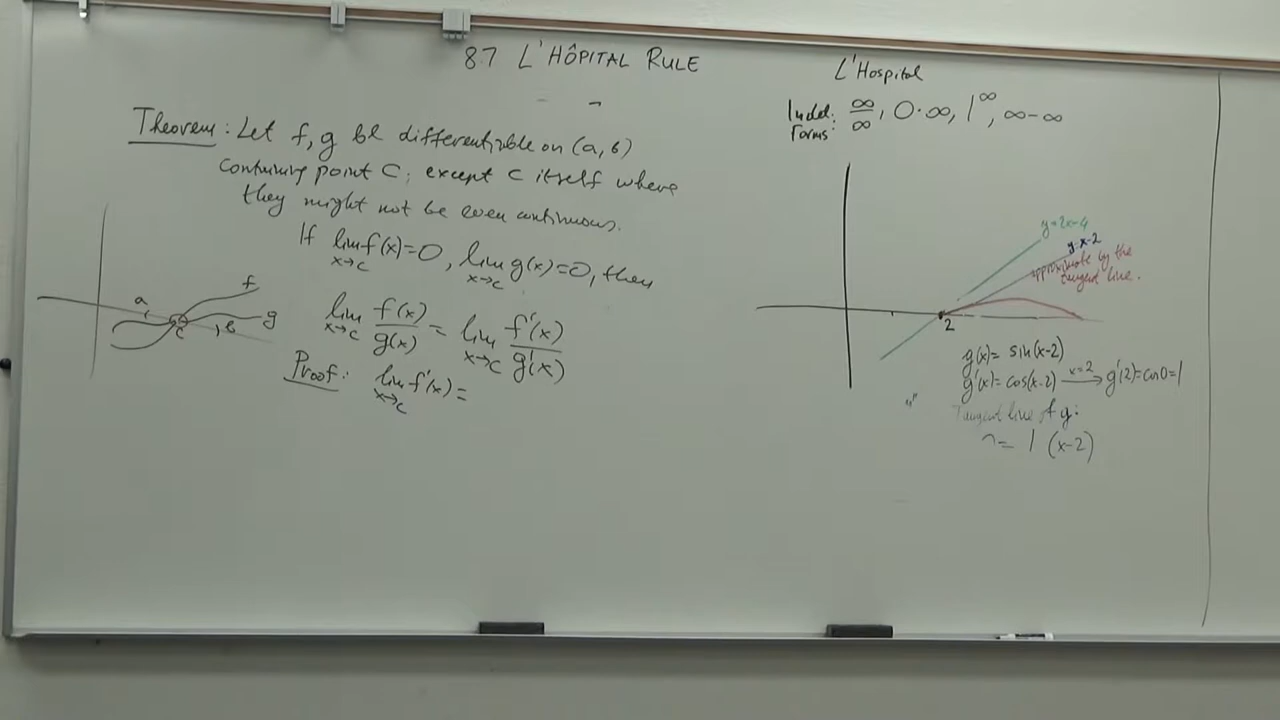 8.7 L'HÔPITAL RULE
Theorem: Let f, g be differentiable on (a, b)
containing point C, except C itself where
they might not be even continuous.
If lim x→c f(x)=0, lim x→c g(x)=0, then
lim x→c f(x)/g(x) = lim x→c f'(x)/g'(x)
Proof: lim x→c f'(x)=
a
c
b
f
g
L'Hospital
Indet. Forms: ∞/∞, 0·∞, 1^∞, ∞-∞
y=2x-4
y=x-2
approximate by the
tangent line.
2
g(x)= sin(x-2)
g'(x)= cos(x-2) x=2→ g'(2)=cos0=1
Tangent line of g:
= 1 (x-2)